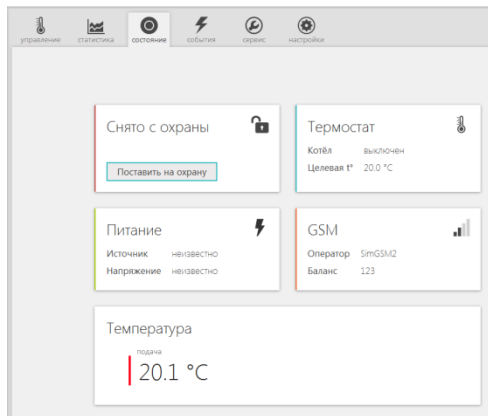 управление статистика состояние события сервис настройки
Снято с охраны
Поставить на охрану
Термостат
Котёл выключен
Целевая t° 20.0 °C
Питание
Источник неизвестно
Напряжение неизвестно
GSM
Оператор SimGSM2
Баланс 123
Температура
подача
20.1 °C